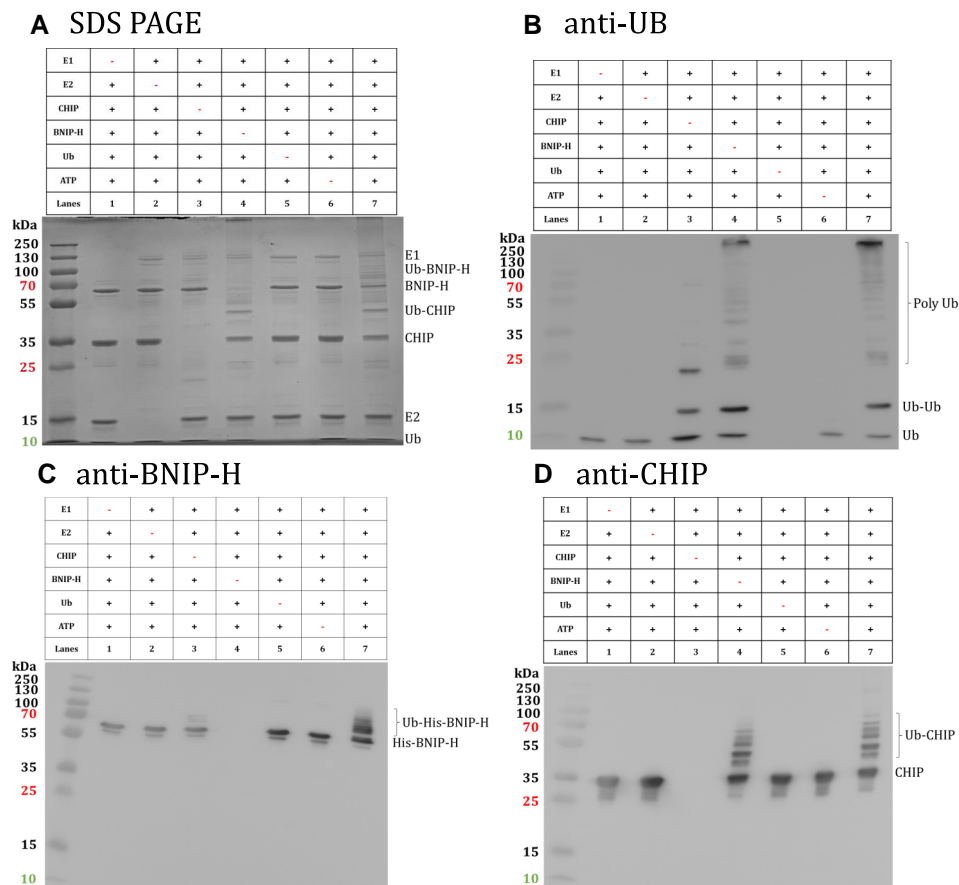 A SDS PAGE
E1 - + + + + + +
E2 + - + + + + +
CHIP + + - + + + +
BNIP-H + + + - + + +
Ub + + + + - + +
ATP + + + + + - +
Lanes 1 2 3 4 5 6 7
kDa
250
130
100
70
55
35
25
15
10
E1
Ub-BNIP-H
BNIP-H
Ub-CHIP
CHIP
E2
Ub
B anti-UB
E1 - + + + + + +
E2 + - + + + + +
CHIP + + - + + + +
BNIP-H + + + - + + +
Ub + + + + - + +
ATP + + + + + - +
Lanes 1 2 3 4 5 6 7
kDa
250
130
100
70
55
35
25
15
10
Poly Ub
Ub-Ub
Ub
C anti-BNIP-H
E1 - + + + + + +
E2 + - + + + + +
CHIP + + - + + + +
BNIP-H + + + - + + +
Ub + + + + - + +
ATP + + + + + - +
Lanes 1 2 3 4 5 6 7
kDa
250
130
100
70
55
35
25
15
10
Ub-His-BNIP-H
His-BNIP-H
D anti-CHIP
E1 - + + + + + +
E2 + - + + + + +
CHIP + + - + + + +
BNIP-H + + + - + + +
Ub + + + + - + +
ATP + + + + + - +
Lanes 1 2 3 4 5 6 7
kDa
250
130
100
70
55
35
25
15
10
Ub-CHIP
CHIP